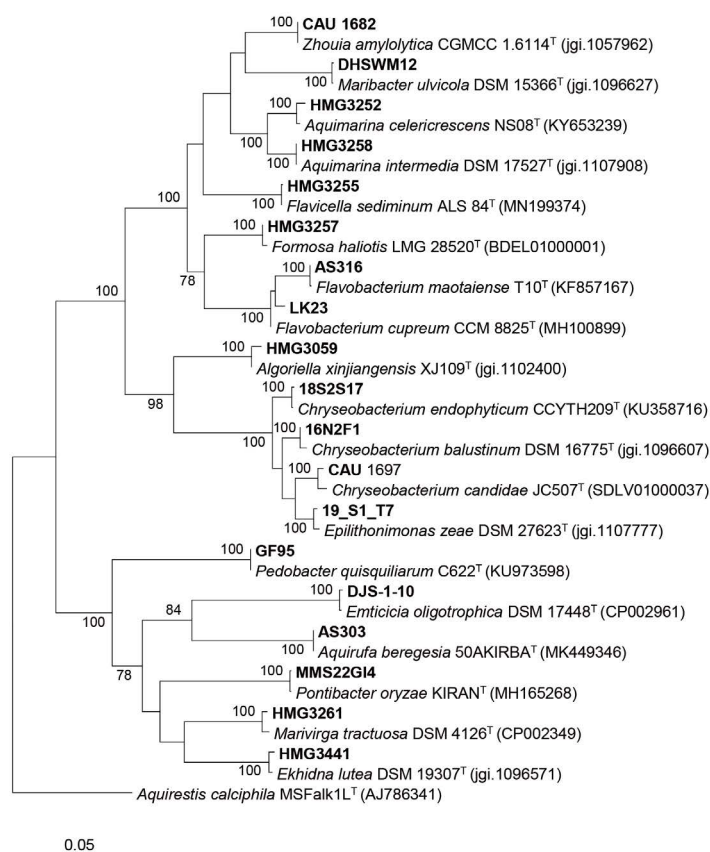 100
CAU 1682
Zhouia amylolytica CGMCC 1.6114T (jgi.1057962)
DHSWM12
100
Maribacter ulvicola DSM 15366T (jgi.1096627)
100
HMG3252
Aquimarina celericrescens NS08T (KY653239)
100
HMG3258
100
Aquimarina intermedia DSM 17527T (jgi.1107908)
100
HMG3255
100
Flavicella sediminum ALS 84T (MN199374)
100
HMG3257
Formosa haliotis LMG 28520T (BDEL01000001)
78
100
AS316
Flavobacterium maotaiense T10T (KF857167)
100
LK23
100
Flavobacterium cupreum CCM 8825T (MH100899)
100
HMG3059
Algoriella xinjiangensis XJ109T (jgi.1102400)
98
100
18S2S17
Chryseobacterium endophyticum CCYTH209T (KU358716)
100
16N2F1
100
Chryseobacterium balustinum DSM 16775T (jgi.1096607)
100
CAU 1697
Chryseobacterium candidae JC507T (SDLV01000037)
19_S1_T7
100
Epilithonimonas zeae DSM 27623T (jgi.1107777)
100
GF95
Pedobacter quisquiliarum C622T (KU973598)
100
100
DJS-1-10
84
Emticicia oligotrophica DSM 17448T (CP002961)
AS303
100
Aquirufa beregesia 50AKIRBAT (MK449346)
78
100
MMS22Gl4
Pontibacter oryzae KIRANT (MH165268)
100
HMG3261
Marivirga tractuosa DSM 4126T (CP002349)
HMG3441
100
Ekhidna lutea DSM 19307T (jgi.1096571)
Aquirestis calciphila MSFalk1LT (AJ786341)
0.05